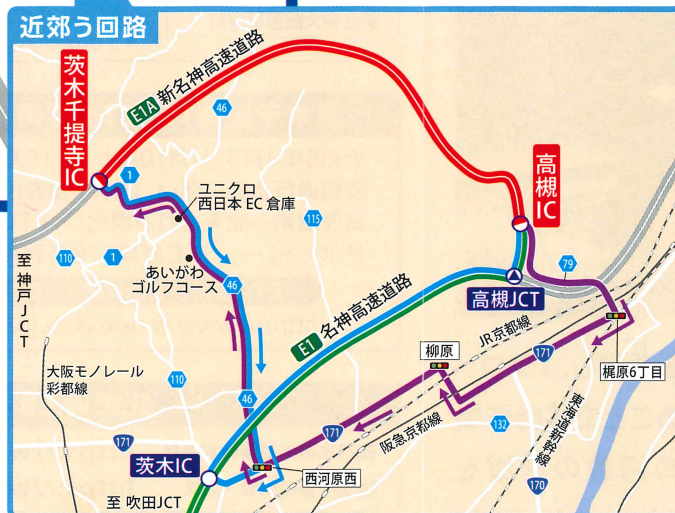 近郊う回路
茨木千提寺
IC
E1A 新名神高速道路
46
1
ユニクロ
西日本 EC 倉庫
115
高槻
IC
110
1
至神戸JCT
あいがわ
ゴルフコース
46
79
高槻JCT
E1 名神高速道路
JR京都線
柳原
171
梶原6丁目
大阪モノレール
彩都線
110
46
171
阪急京都線
132
東海道新幹線
170
171
茨木IC
西河原西
至 吹田JCT